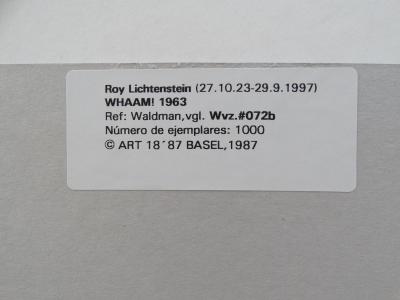 Roy Lichtenstein (27.10.23-29.9.1997)
WHAAM! 1963
Ref: Waldman,vgl. Wvz.#072b
Número de ejemplares: 1000
© ART 18´87 BASEL,1987